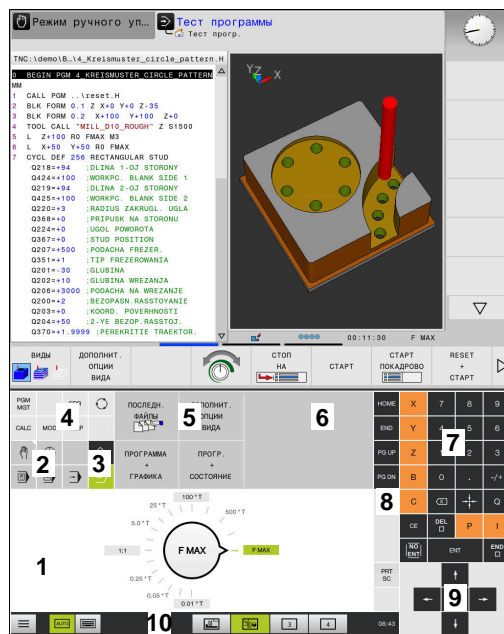 Режим ручного уп…
Тест программы
Тест прогр.
TNC:\demo\B…\4_Kreismuster_circle_pattern.H
0 BEGIN PGM 4_KREISMUSTER_CIRCLE_PATTERN
MM
1 CALL PGM ..\reset.H
2 BLK FORM 0.1 Z X+0 Y+0 Z-35
3 BLK FORM 0.2 X+100 Y+100 Z+0
4 TOOL CALL "MILL_D10_ROUGH" Z S1500
5 L Z+100 R0 FMAX M3
6 L X+50 Y+50 R0 FMAX
7 CYCL DEF 256 RECTANGULAR STUD
Q218=+94 ;DLINA 1-OJ STORONY
Q424=+100 ;WORKPC. BLANK SIDE 1
Q219=+94 ;DLINA 2-OJ STORONY
Q425=+100 ;WORKPC. BLANK SIDE 2
Q220=+3 ;RADIUS ZAKRUGL. UGLA
Q368=+0 ;PRIPUSK NA STORONU
Q224=+0 ;UGOL POWOROTA
Q367=+0 ;STUD POSITION
Q207=+500 ;PODACHA FREZER.
Q351=+1 ;TIP FREZEROWANIA
Q201=-30 ;GLUBINA
Q202=+10 ;GLUBINA WREZANJA
Q206=+3000 ;PODACHA NA WREZANJE
Q200=+2 ;BEZOPASN.RASSTOYANIE
Q203=+0 ;KOORD. POVERHNOSTI
Q204=+50 ;2-YE BEZOP.RASSTOJ.
Q370=+1.9999 ;PEREKRITIE TRAEKTOR.
Y Z X
00:11:30 F MAX
ВИДЫ
ДОПОЛНИТ.
ОПЦИИ
ВИДА
СТОП
НА
СТАРТ
СТАРТ
ПОКАДРОВО
RESET
+
СТАРТ
PGM
MGT
4
CALC
2
3
ПОСЛЕДН.
ФАЙЛЫ
5
ОПЦИИ
ВИДА
6
ПРОГРАММА
+
ГРАФИКА
ПРОГР.
+
СОСТОЯНИЕ
HOME X 7 8 9
END Y 5 6
7
PG UP Z 2 3
PG DN B 0 . -/+
8
C Q
CE DEL P I
NO ENT ENT END
PRT
SC
9
1
100 °T
25 °T
500 °T
5.0 °T
1:1
F MAX
F MAX
0.25 °T
0.05 °T
0.01 °T
AUTO
10
3
4
08:43